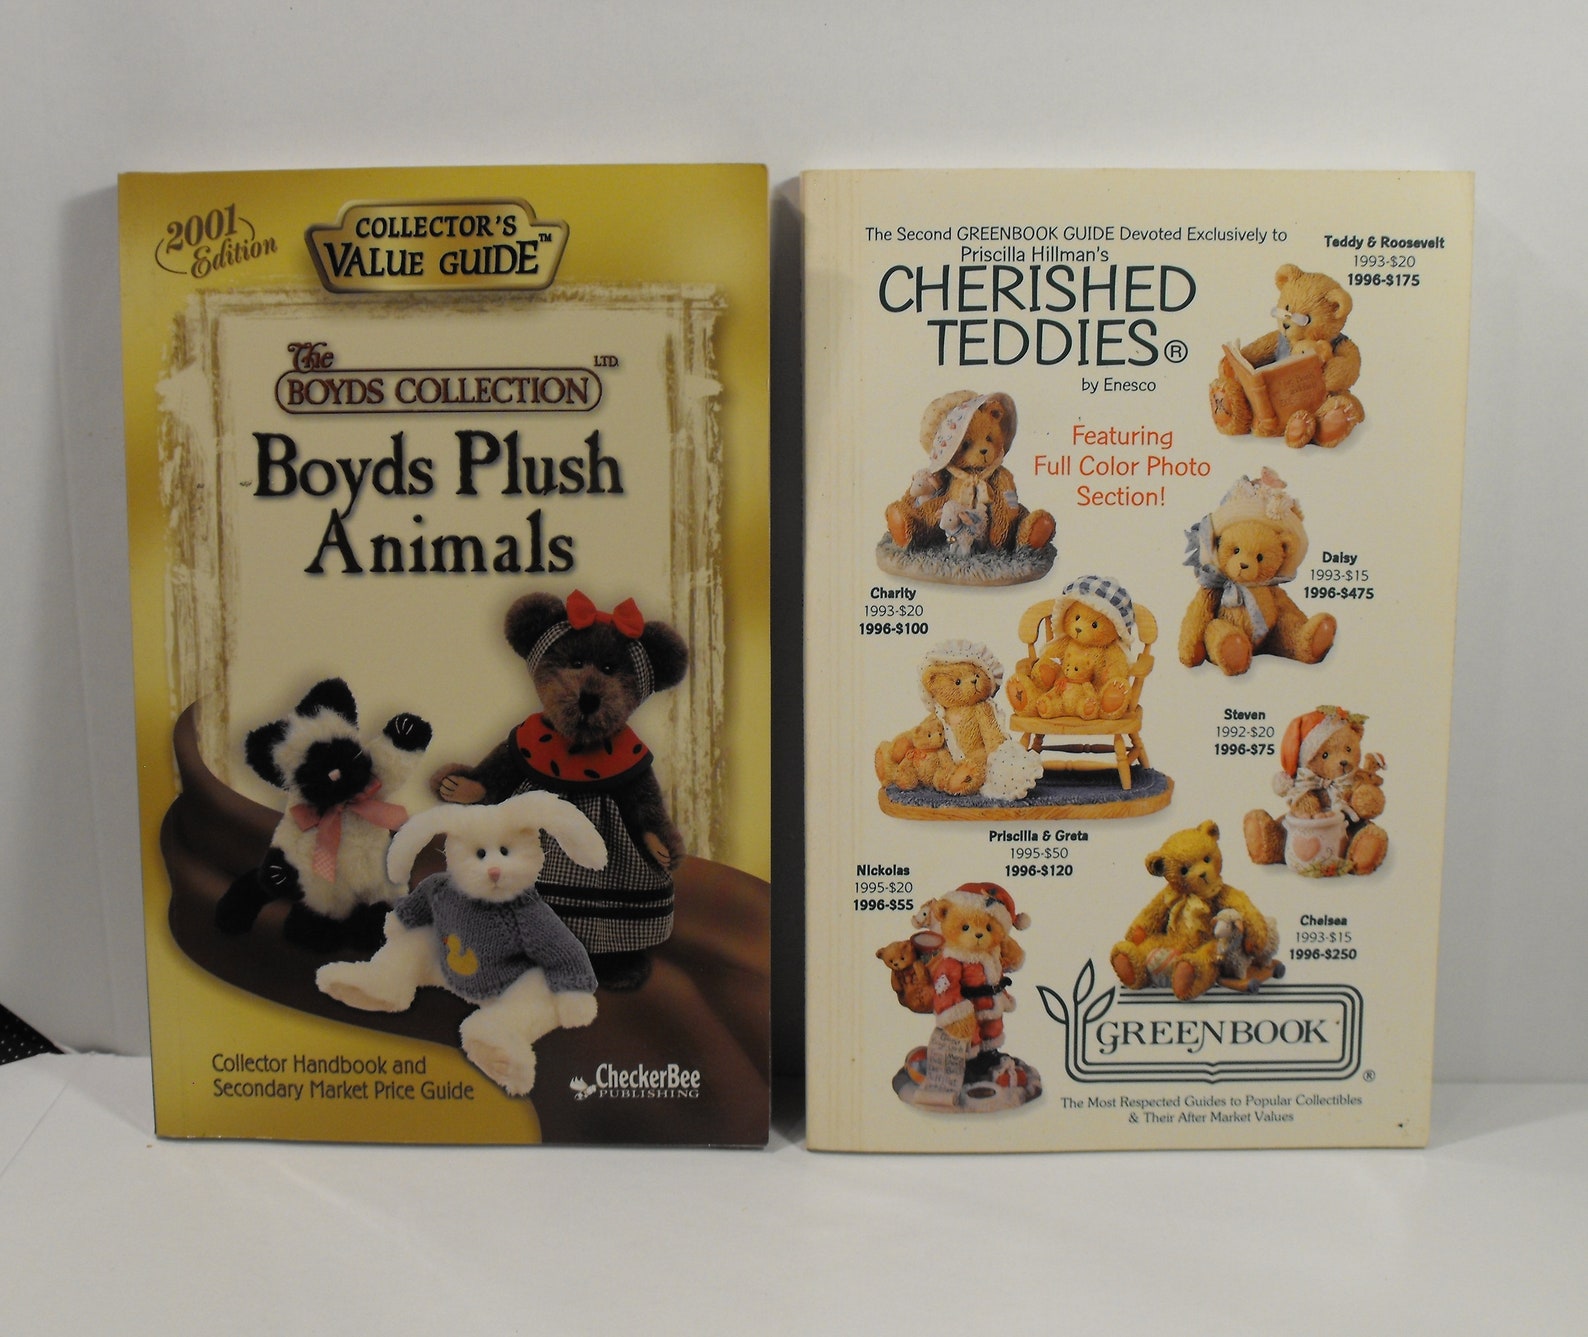 2001
Edition
COLLECTOR'S
VALUE GUIDE™
The
BOYDS COLLECTION LTD.
Boyds Plush
Animals
Collector Handbook and
Secondary Market Price Guide
CheckerBee
PUBLISHING
The Second GREENBOOK GUIDE Devoted Exclusively to
Priscilla Hillman's
CHERISHED
TEDDIES®
by Enesco
Featuring
Full Color Photo
Section!
Teddy & Roosevelt
1993-$20
1996-$175
Charity
1993-$20
1996-$100
Daisy
1993-$15
1996-$475
Priscilla & Greta
1995-$50
1996-$120
Steven
1992-$20
1996-$75
Nickolas
1995-$20
1996-$55
Chelsea
1993-$15
1996-$250
GREENBOOK®
The Most Respected Guides to Popular Collectibles
& Their After Market Values